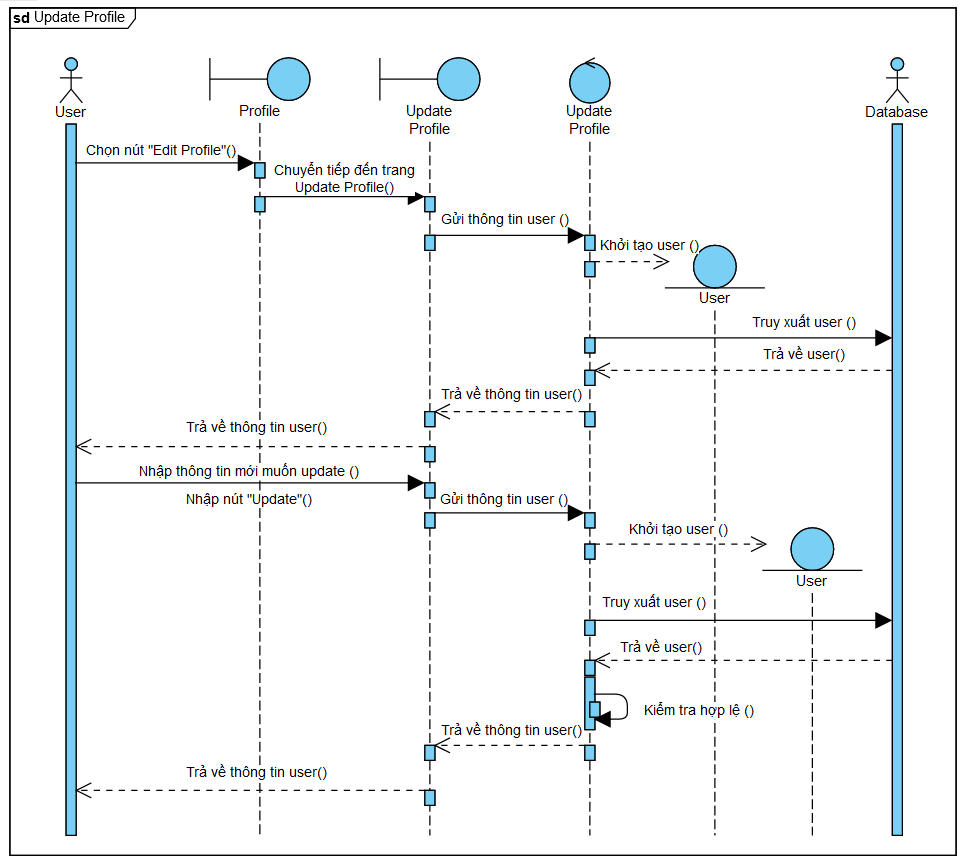 sd Update Profile
User
Profile
Update
Profile
Update
Profile
Database
Chọn nút "Edit Profile"()
Chuyển tiếp đến trang
Update Profile()
Gửi thông tin user ()
Khởi tạo user ()
User
Truy xuất user ()
Trả về user()
Trả về thông tin user()
Trả về thông tin user()
Nhập thông tin mới muốn update ()
Nhập nút "Update"()
Gửi thông tin user ()
Khởi tạo user ()
User
Truy xuất user ()
Trả về user()
Kiểm tra hợp lệ ()
Trả về thông tin user()
Trả về thông tin user()